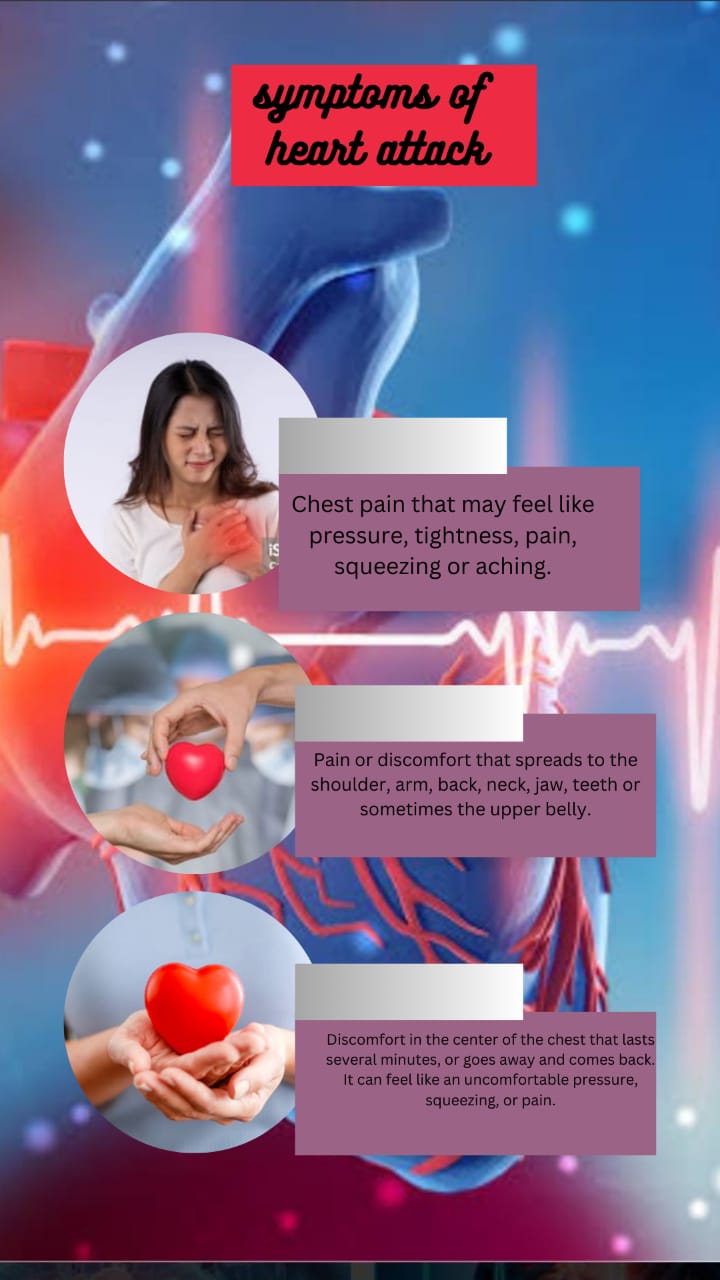 symptoms of
heart attack
Chest pain that may feel like
pressure, tightness, pain,
squeezing or aching.
Pain or discomfort that spreads to the
shoulder, arm, back, neck, jaw, teeth or
sometimes the upper belly.
Discomfort in the center of the chest that lasts
several minutes, or goes away and comes back.
It can feel like an uncomfortable pressure,
squeezing, or pain.